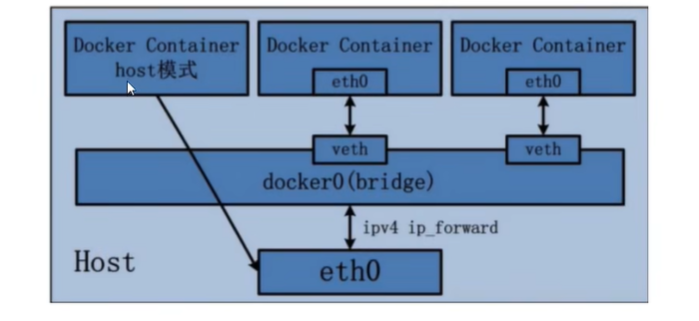 Docker Container
host模式
Docker Container
eth0
Docker Container
eth0
veth
veth
docker0(bridge)
ipv4 ip_forward
Host
eth0